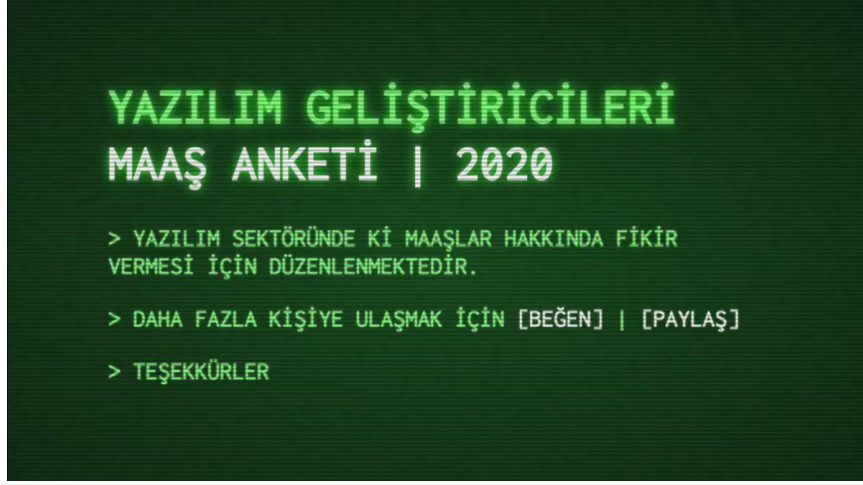 YAZILIM GELİŞTİRİCİLERİ
MAAŞ ANKETİ | 2020
> YAZILIM SEKTÖRÜNDE Kİ MAAŞLAR HAKKINDA FİKİR
VERMESİ İÇİN DÜZENLENMEKTEDİR.
> DAHA FAZLA KİŞİYE ULAŞMAK İÇİN [BEĞEN] | [PAYLAŞ]
> TEŞEKKÜRLER